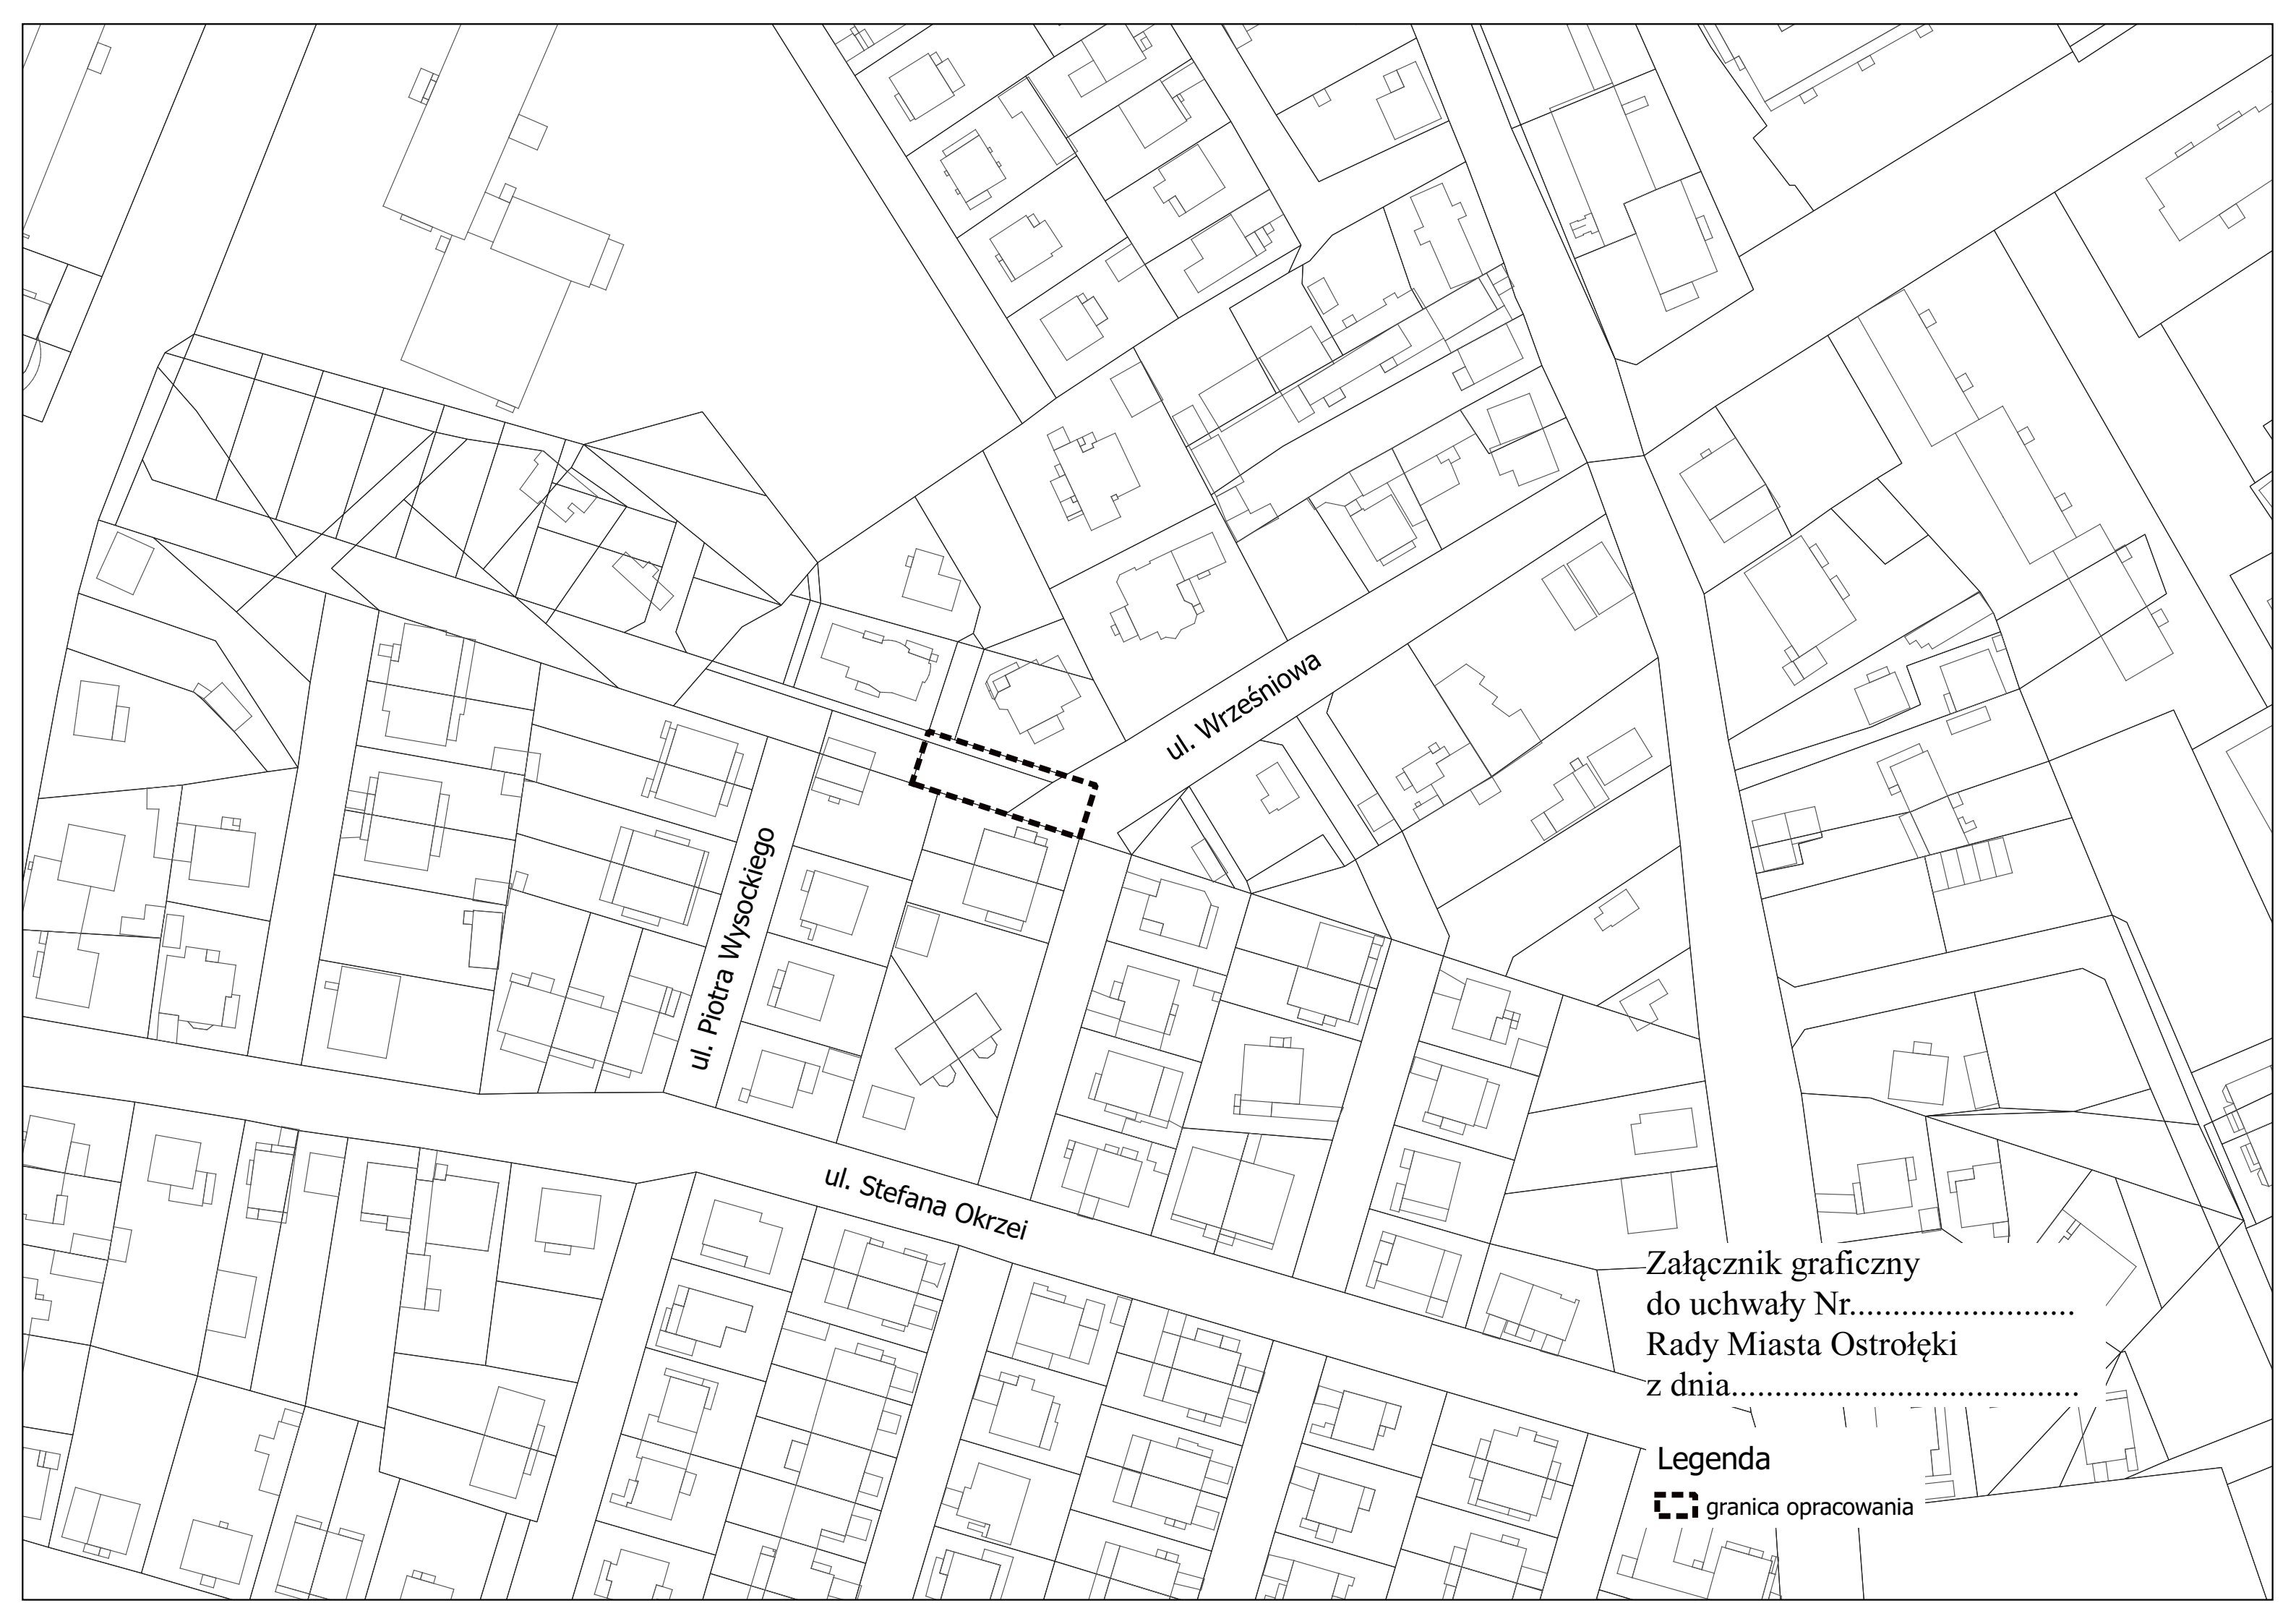 ul. Wrześniowa
ul. Piotra Wysockiego
ul. Stefana Okrzei
Załącznik graficzny
do uchwały Nr..........................
Rady Miasta Ostrołęki
z dnia........................................
Legenda
granica opracowania